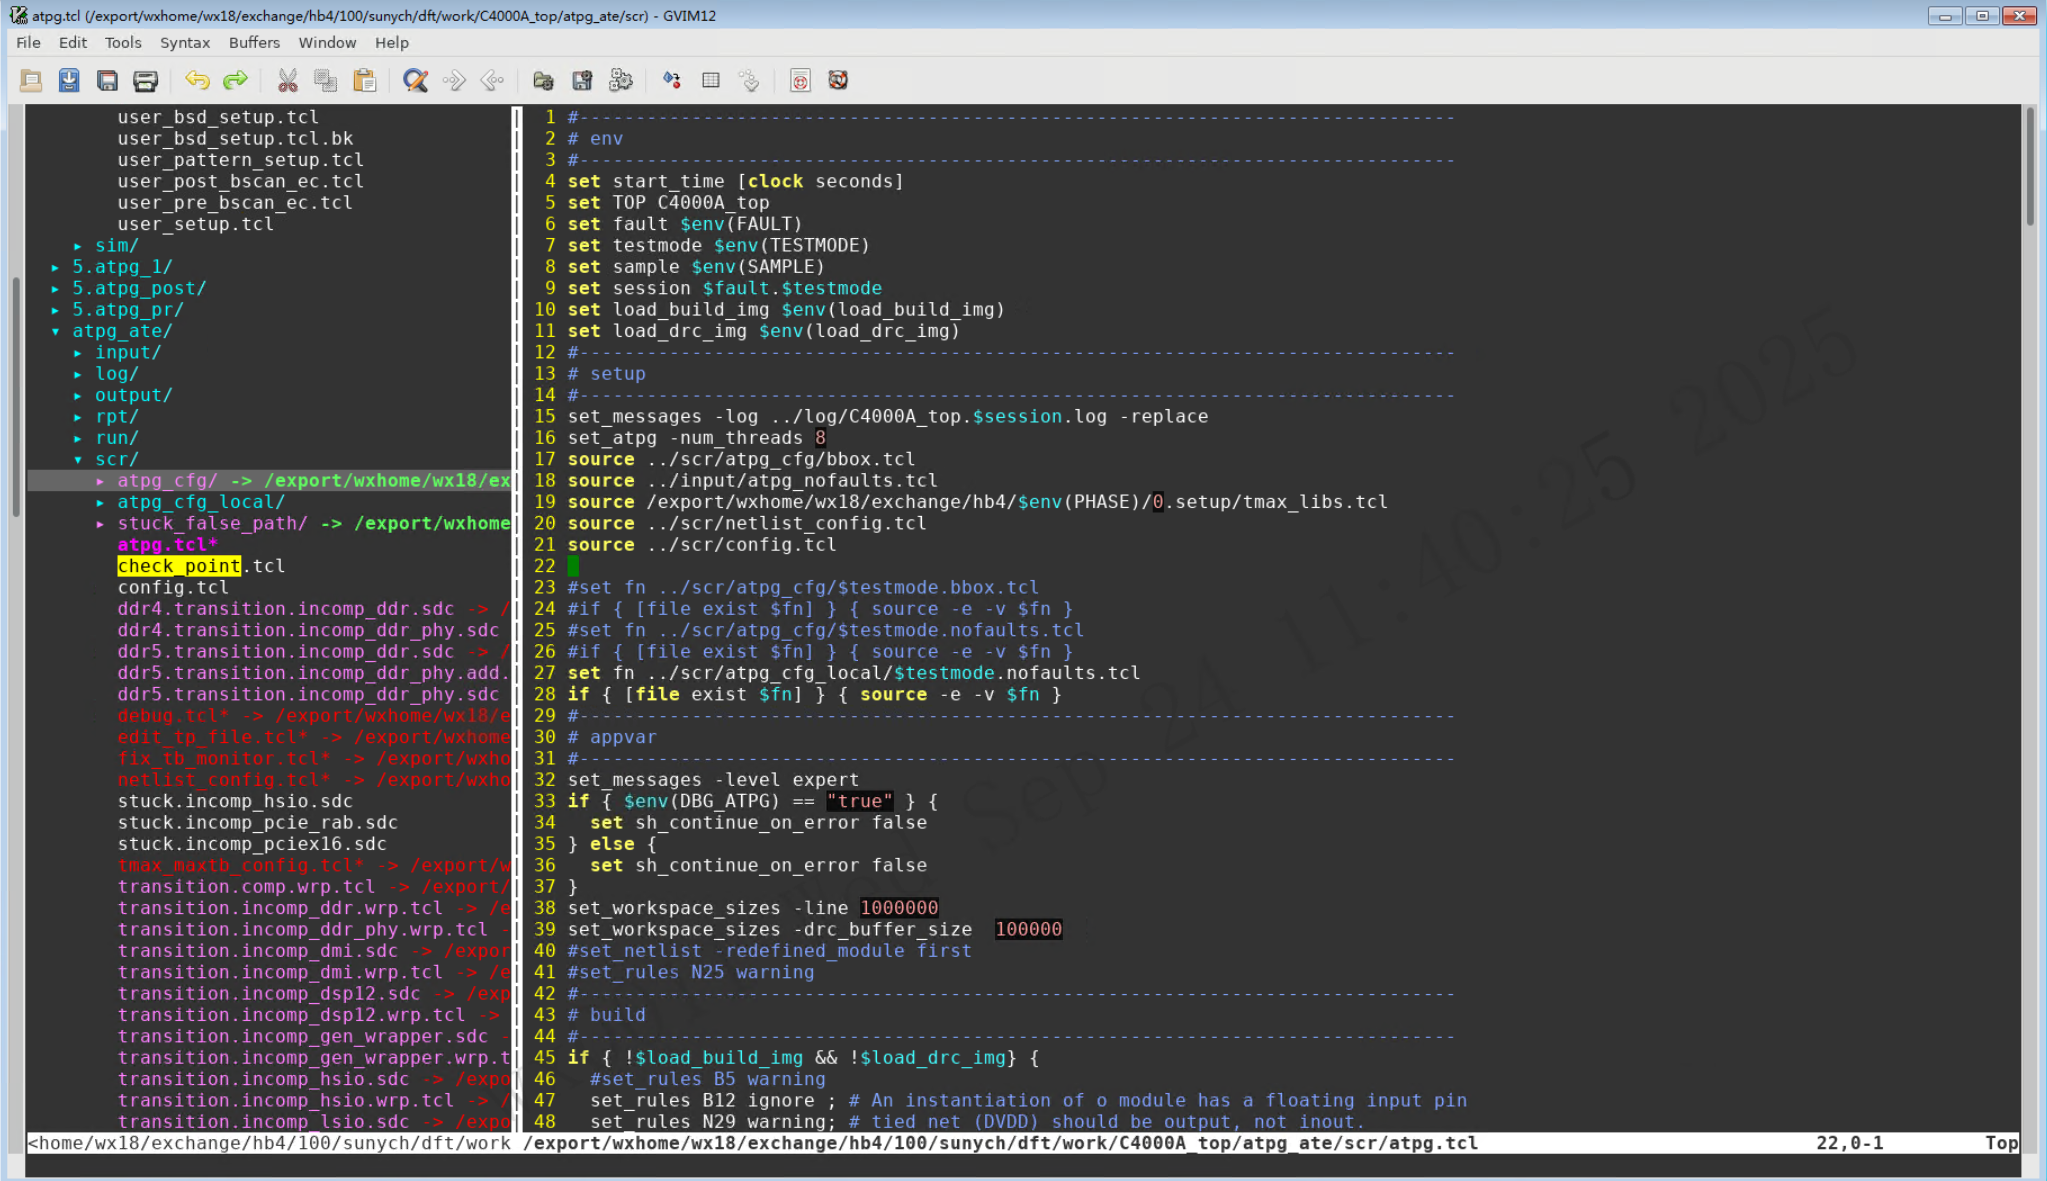 atpg.tcl (/export/wxhome/wx18/exchange/hb4/100/sunych/dft/work/C4000A_top/atpg_ate/scr) - GVIM12
File Edit Tools Syntax Buffers Window Help
user_bsd_setup.tcl
user_bsd_setup.tcl.bk
user_pattern_setup.tcl
user_post_bscan_ec.tcl
user_pre_bscan_ec.tcl
user_setup.tcl
▸ sim/
▸ 5.atpg_1/
▸ 5.atpg_post/
▸ 5.atpg_pr/
▾ atpg_ate/
▸ input/
▸ log/
▸ output/
▸ rpt/
▸ run/
▾ scr/
▸ atpg_cfg/ -> /export/wxhome/wx18/ex
▸ atpg_cfg_local/
▸ stuck_false_path/ -> /export/wxhome
atpg.tcl*
check_point.tcl
config.tcl
ddr4.transition.incomp_ddr.sdc -> /
ddr4.transition.incomp_ddr_phy.sdc
ddr5.transition.incomp_ddr.sdc -> /
ddr5.transition.incomp_ddr_phy.add.
ddr5.transition.incomp_ddr_phy.sdc
debug.tcl* -> /export/wxhome/wx18/e
edit_tp_file.tcl* -> /export/wxhome
fix_tb_monitor.tcl* -> /export/wxho
netlist_config.tcl* -> /export/wxho
stuck.incomp_hsio.sdc
stuck.incomp_pcie_rab.sdc
stuck.incomp_pciex16.sdc
tmax_maxtb_config.tcl* -> /export/w
transition.comp.wrp.tcl -> /export/
transition.incomp_ddr.wrp.tcl -> /e
transition.incomp_ddr_phy.wrp.tcl -
transition.incomp_dmi.sdc -> /expor
transition.incomp_dmi.wrp.tcl -> /e
transition.incomp_dsp12.sdc -> /exp
transition.incomp_dsp12.wrp.tcl ->
transition.incomp_gen_wrapper.sdc -
transition.incomp_gen_wrapper.wrp.t
transition.incomp_hsio.sdc -> /expo
transition.incomp_hsio.wrp.tcl -> /
transition.incomp_lsio.sdc -> /expo
<home/wx18/exchange/hb4/100/sunych/dft/work
1 #------------------------------------------------------------------------------
2 # env
3 #------------------------------------------------------------------------------
4 set start_time [clock seconds]
5 set TOP C4000A_top
6 set fault $env(FAULT)
7 set testmode $env(TESTMODE)
8 set sample $env(SAMPLE)
9 set session $fault.$testmode
10 set load_build_img $env(load_build_img)
11 set load_drc_img $env(load_drc_img)
12 #------------------------------------------------------------------------------
13 # setup
14 #------------------------------------------------------------------------------
15 set_messages -log ../log/C4000A_top.$session.log -replace
16 set_atpg -num_threads 8
17 source ../scr/atpg_cfg/bbox.tcl
18 source ../input/atpg_nofaults.tcl
19 source /export/wxhome/wx18/exchange/hb4/$env(PHASE)/0.setup/tmax_libs.tcl
20 source ../scr/netlist_config.tcl
21 source ../scr/config.tcl
22
23 #set fn ../scr/atpg_cfg/$testmode.bbox.tcl
24 #if { [file exist $fn] } { source -e -v $fn }
25 #set fn ../scr/atpg_cfg/$testmode.nofaults.tcl
26 #if { [file exist $fn] } { source -e -v $fn }
27 set fn ../scr/atpg_cfg_local/$testmode.nofaults.tcl
28 if { [file exist $fn] } { source -e -v $fn }
29 #------------------------------------------------------------------------------
30 # appvar
31 #------------------------------------------------------------------------------
32 set_messages -level expert
33 if { $env(DBG_ATPG) == "true" } {
34 set sh_continue_on_error false
35 } else {
36 set sh_continue_on_error false
37 }
38 set_workspace_sizes -line 1000000
39 set_workspace_sizes -drc_buffer_size 100000
40 #set_netlist -redefined_module first
41 #set_rules N25 warning
42 #------------------------------------------------------------------------------
43 # build
44 #------------------------------------------------------------------------------
45 if { !$load_build_img && !$load_drc_img} {
46 #set_rules B5 warning
47 set_rules B12 ignore ; # An instantiation of o module has a floating input pin
48 set_rules N29 warning; # tied net (DVDD) should be output, not inout.
/export/wxhome/wx18/exchange/hb4/100/sunych/dft/work/C4000A_top/atpg_ate/scr/atpg.tcl 22,0-1 Top
Wed Sep 24 11:40:25 2025